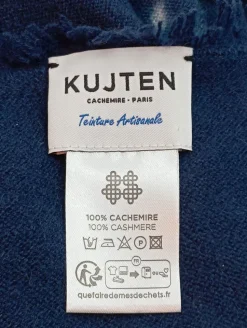 KUJTEN
CACHEMIRE - PARIS
Teinture Artisanale
100% CACHEMIRE
100% CASHMERE
quefairedemesdechets.fr